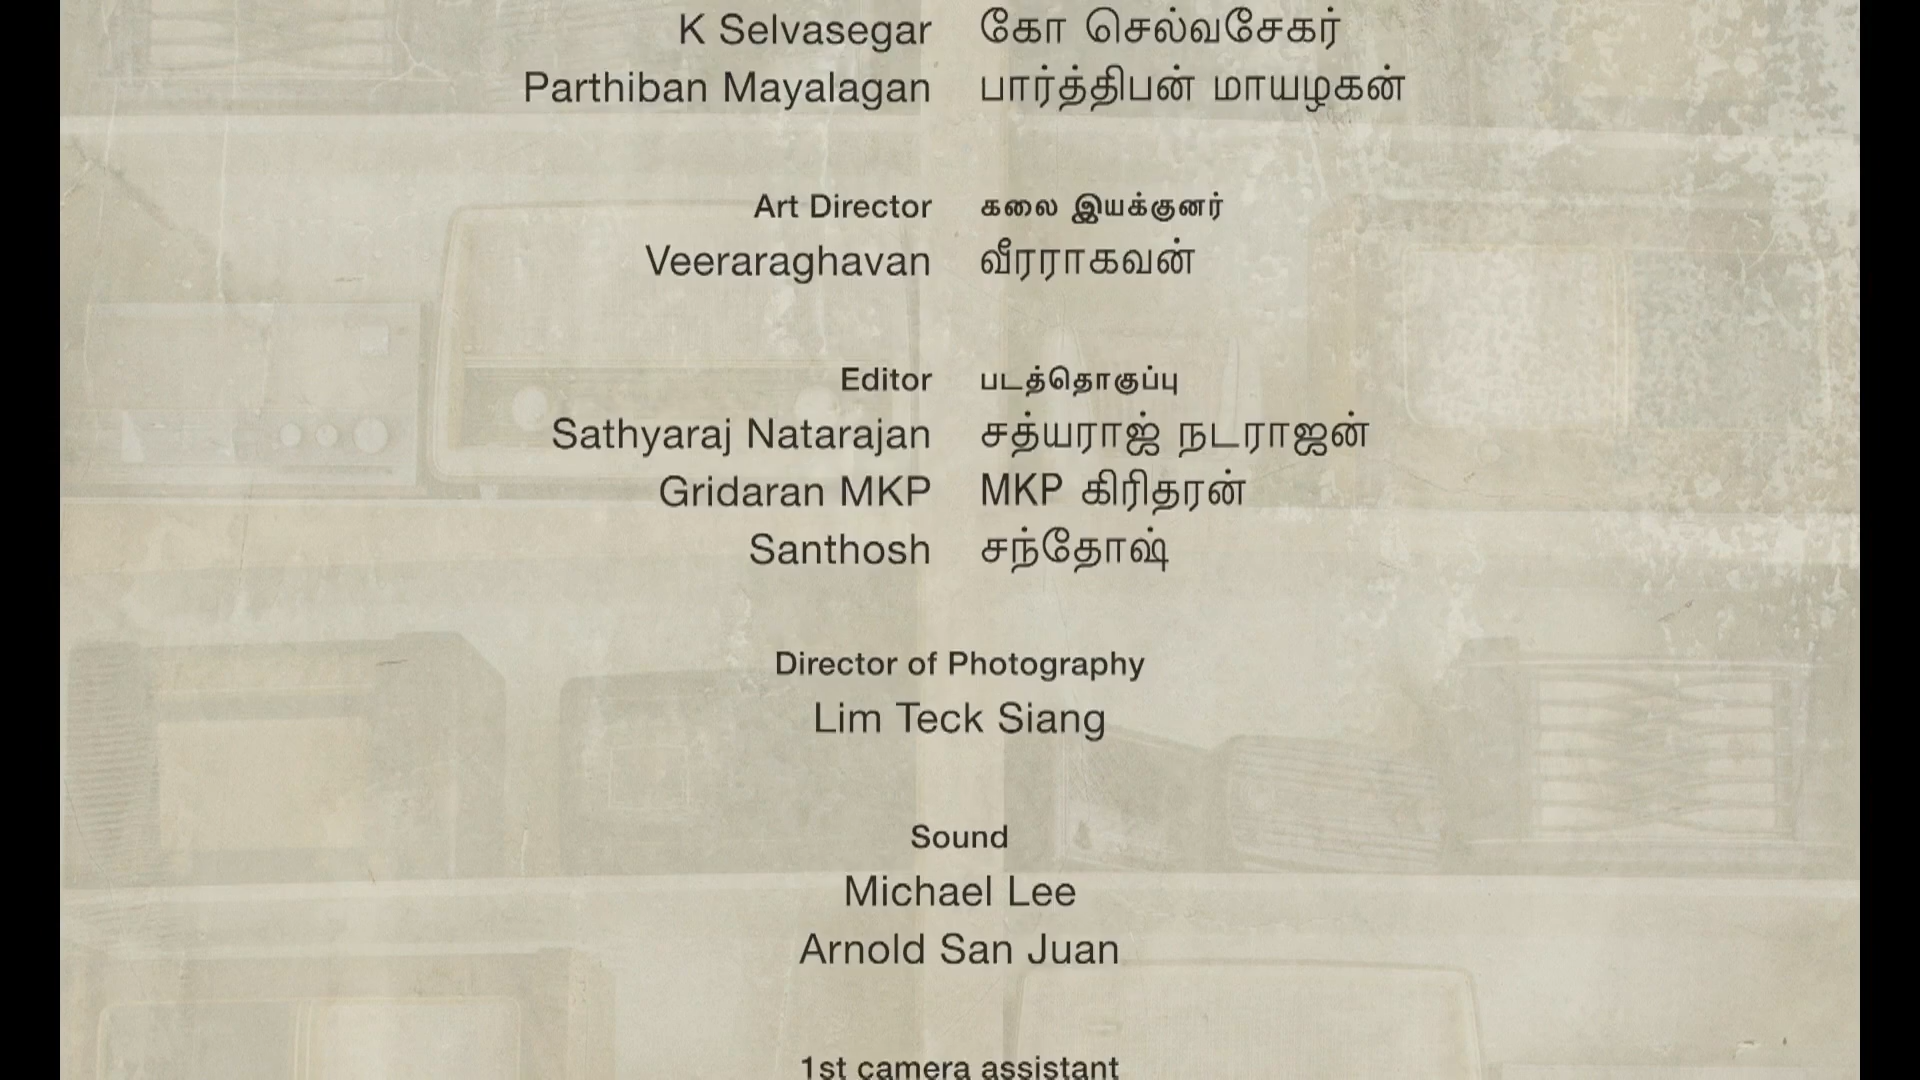 K Selvasegar கோ செல்வசேகர்
Parthiban Mayalagan பார்த்திபன் மாயழகன்
Art Director கலை இயக்குனர்
Veeraraghavan வீரராகவன்
Editor படத்தொகுப்பு
Sathyaraj Natarajan சத்யராஜ் நடராஜன்
Gridaran MKP MKP கிரிதரன்
Santhosh சந்தோஷ்
Director of Photography
Lim Teck Siang
Sound
Michael Lee
Arnold San Juan
1st camera assistant